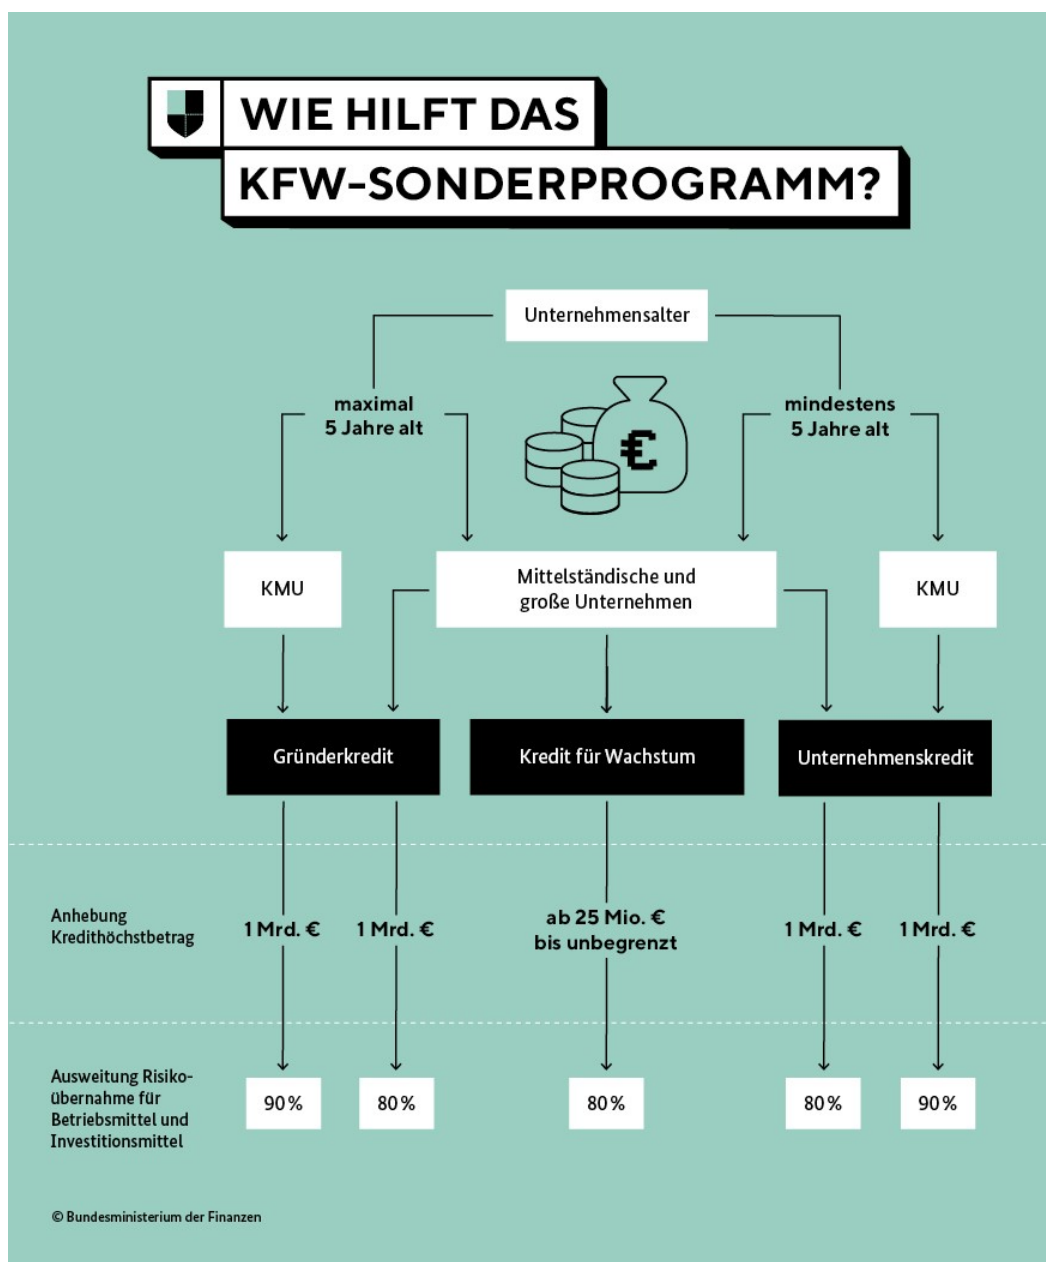 WIE HILFT DAS
KFW-SONDERPROGRAMM?
Unternehmensalter
maximal
5 Jahre alt
mindestens
5 Jahre alt
€
KMU
Mittelständische und
große Unternehmen
KMU
Gründerkredit
Kredit für Wachstum
Unternehmenskredit
Anhebung
Kredithöchstbetrag
1 Mrd. €
1 Mrd. €
ab 25 Mio. €
bis unbegrenzt
1 Mrd. €
1 Mrd. €
Ausweitung Risiko-
übernahme für
Betriebsmittel und
Investitionsmittel
90 %
80 %
80 %
80 %
90 %
© Bundesministerium der Finanzen